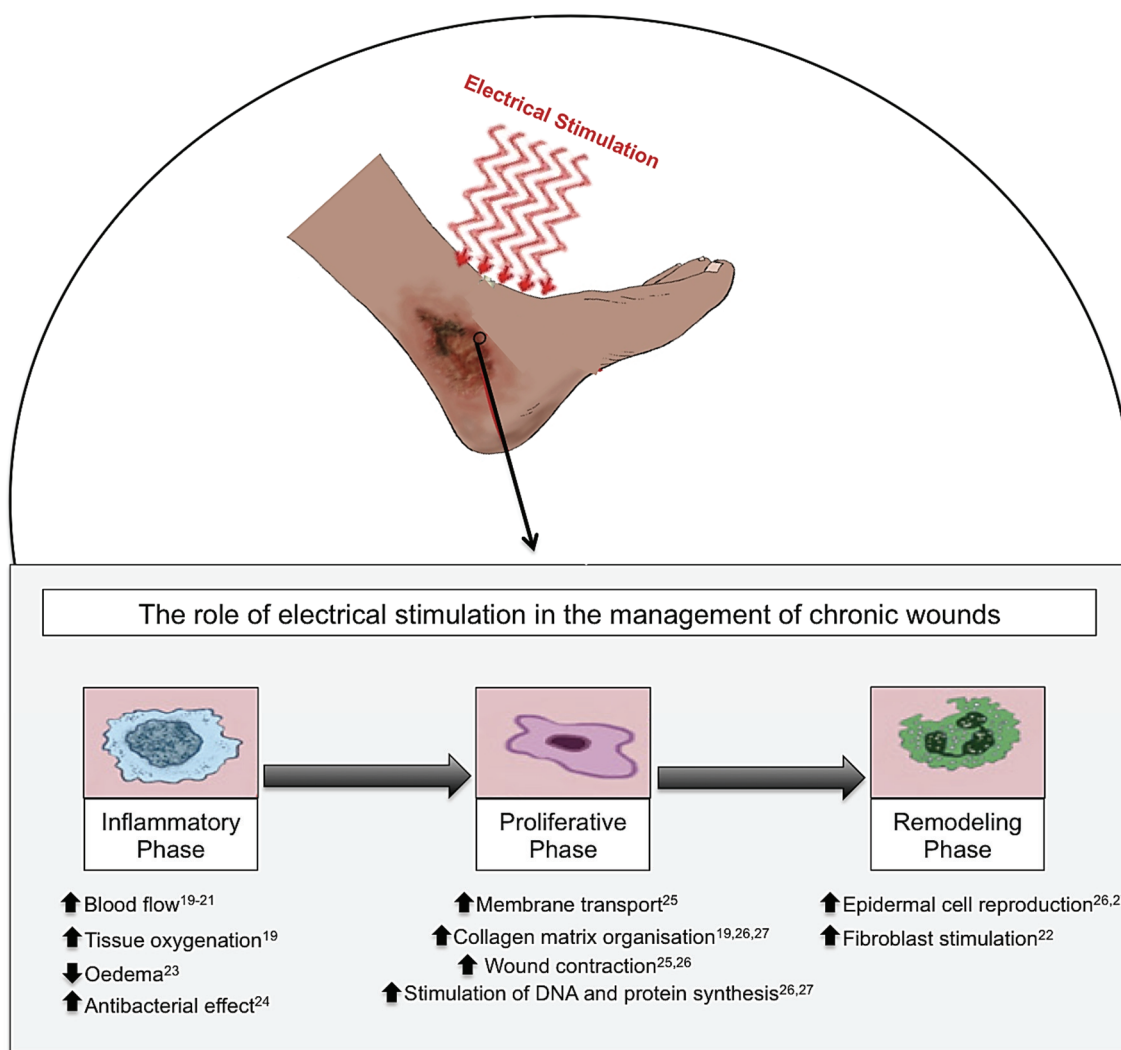 Electrical Stimulation
The role of electrical stimulation in the management of chronic wounds
Inflammatory
Phase
Proliferative
Phase
Remodeling
Phase
Blood flow19-21
Tissue oxygenation19
Oedema23
Antibacterial effect24
Membrane transport25
Collagen matrix organisation19,26,27
Wound contraction25,26
Stimulation of DNA and protein synthesis26,27
Epidermal cell reproduction26,2
Fibroblast stimulation22